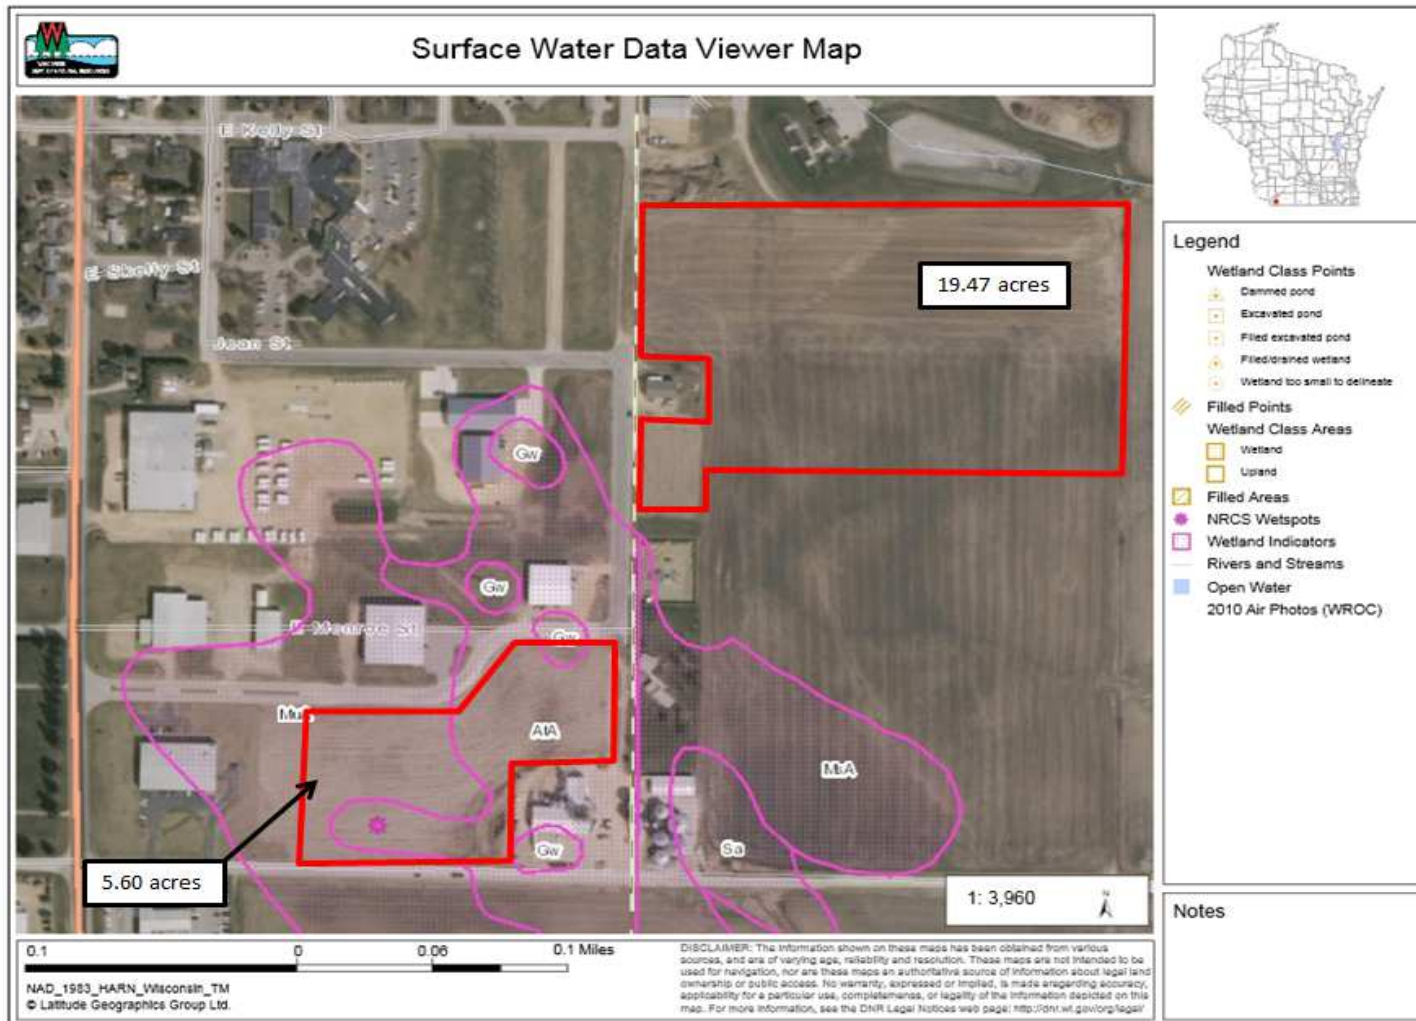 Surface Water Data Viewer Map
E Kelly St
E Skelly St
Jean St
19.47 acres
Gw
Gw
E Monroe St
Gw
AtA
MuA
Sa
Gw
5.60 acres
1: 3,960
N
0.1
0
0.06
0.1 Miles
NAD_1983_HARN_Wisconsin_TM
© Latitude Geographics Group Ltd.
DISCLAIMER: The information shown on these maps has been obtained from various
sources, and are of varying age, reliability and resolution. These maps are not intended to be
used for navigation, nor are these maps an authoritative source of information about legal land
ownership or public access. No warranty, expressed or implied, is made aregarding accuracy,
applicability for a particular use, completemess, or legality of the information depicted on this
map. For more information, see the DNR Legal Notices web page: http://dnr.wi.gov/org/legal/
Legend
Wetland Class Points
Dammed pond
Excavated pond
Filled excavated pond
Filled/drained wetland
Wetland too small to delineate
Filled Points
Wetland Class Areas
Wetland
Upland
Filled Areas
NRCS Wetspots
Wetland Indicators
Rivers and Streams
Open Water
2010 Air Photos (WROC)
Notes